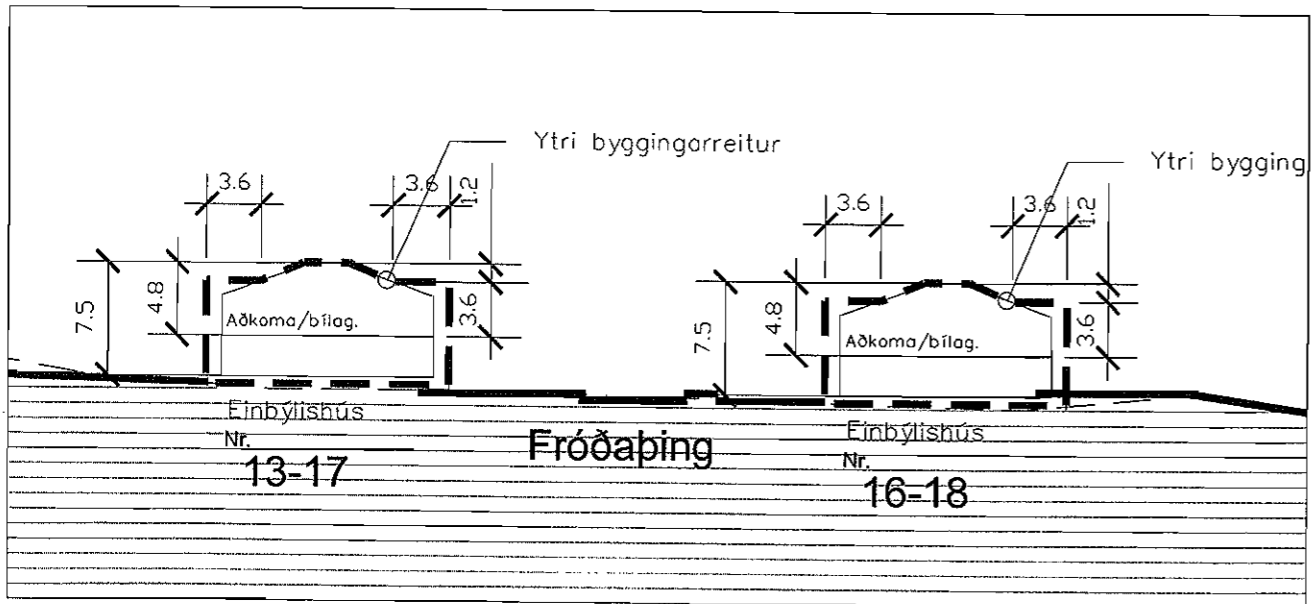 Ytri byggingarreitur
Ytri bygging
3.6
3.6
1.2
3.6
3.6
1.2
7.5
4.8
3.6
Aðkoma/bílag.
7.5
4.8
3.6
Aðkoma/bílag.
Einbýlishús
Nr.
13-17
Fróðaþing
Einbýlishús
Nr.
16-18